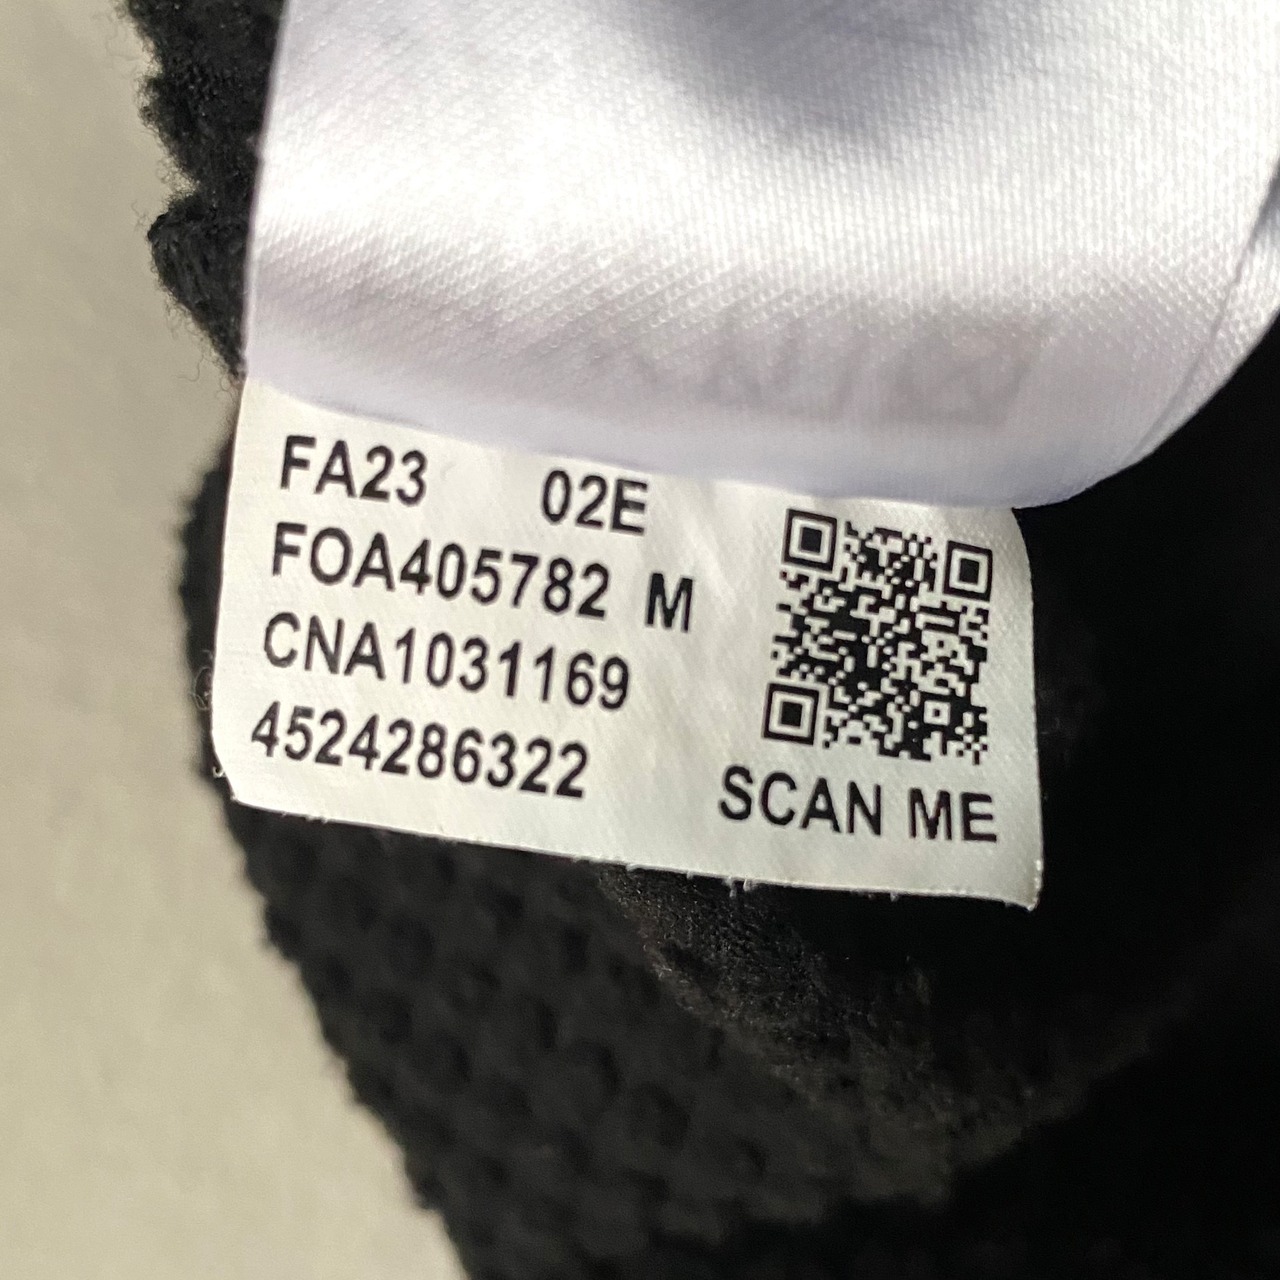 FA23 02E
FOA405782 M
CNA1031169
4524286322
SCAN ME